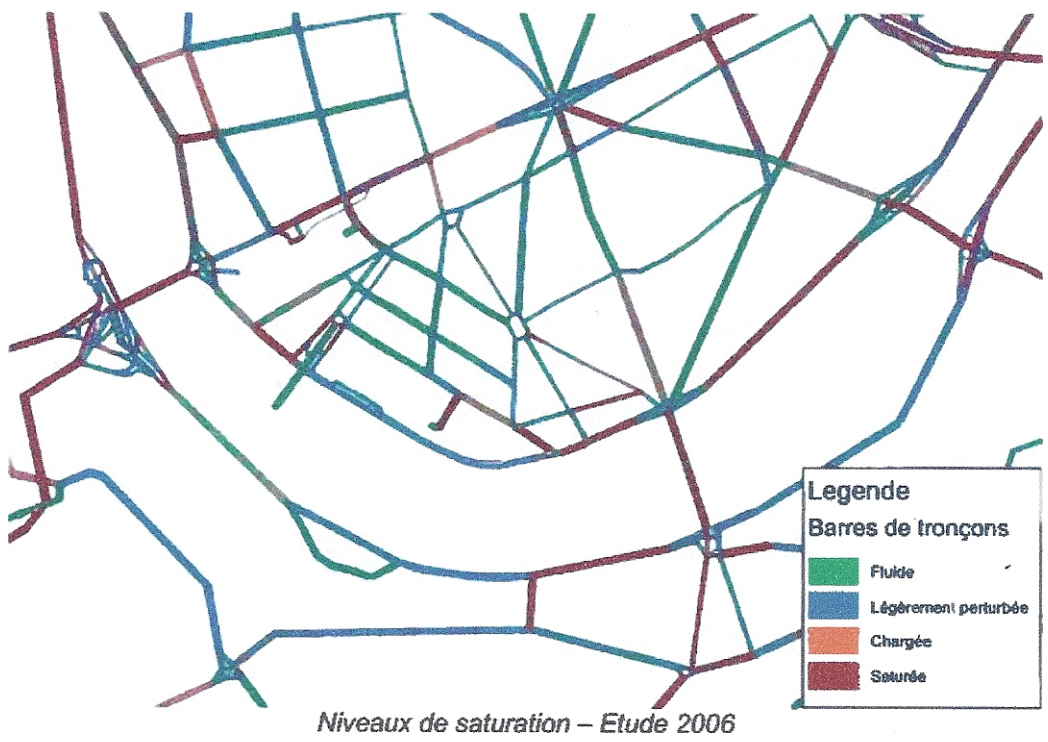 Legende
Barres de tronçons
Fluide
Légèrement perturbée
Chargée
Saturée
Niveaux de saturation – Etude 2006